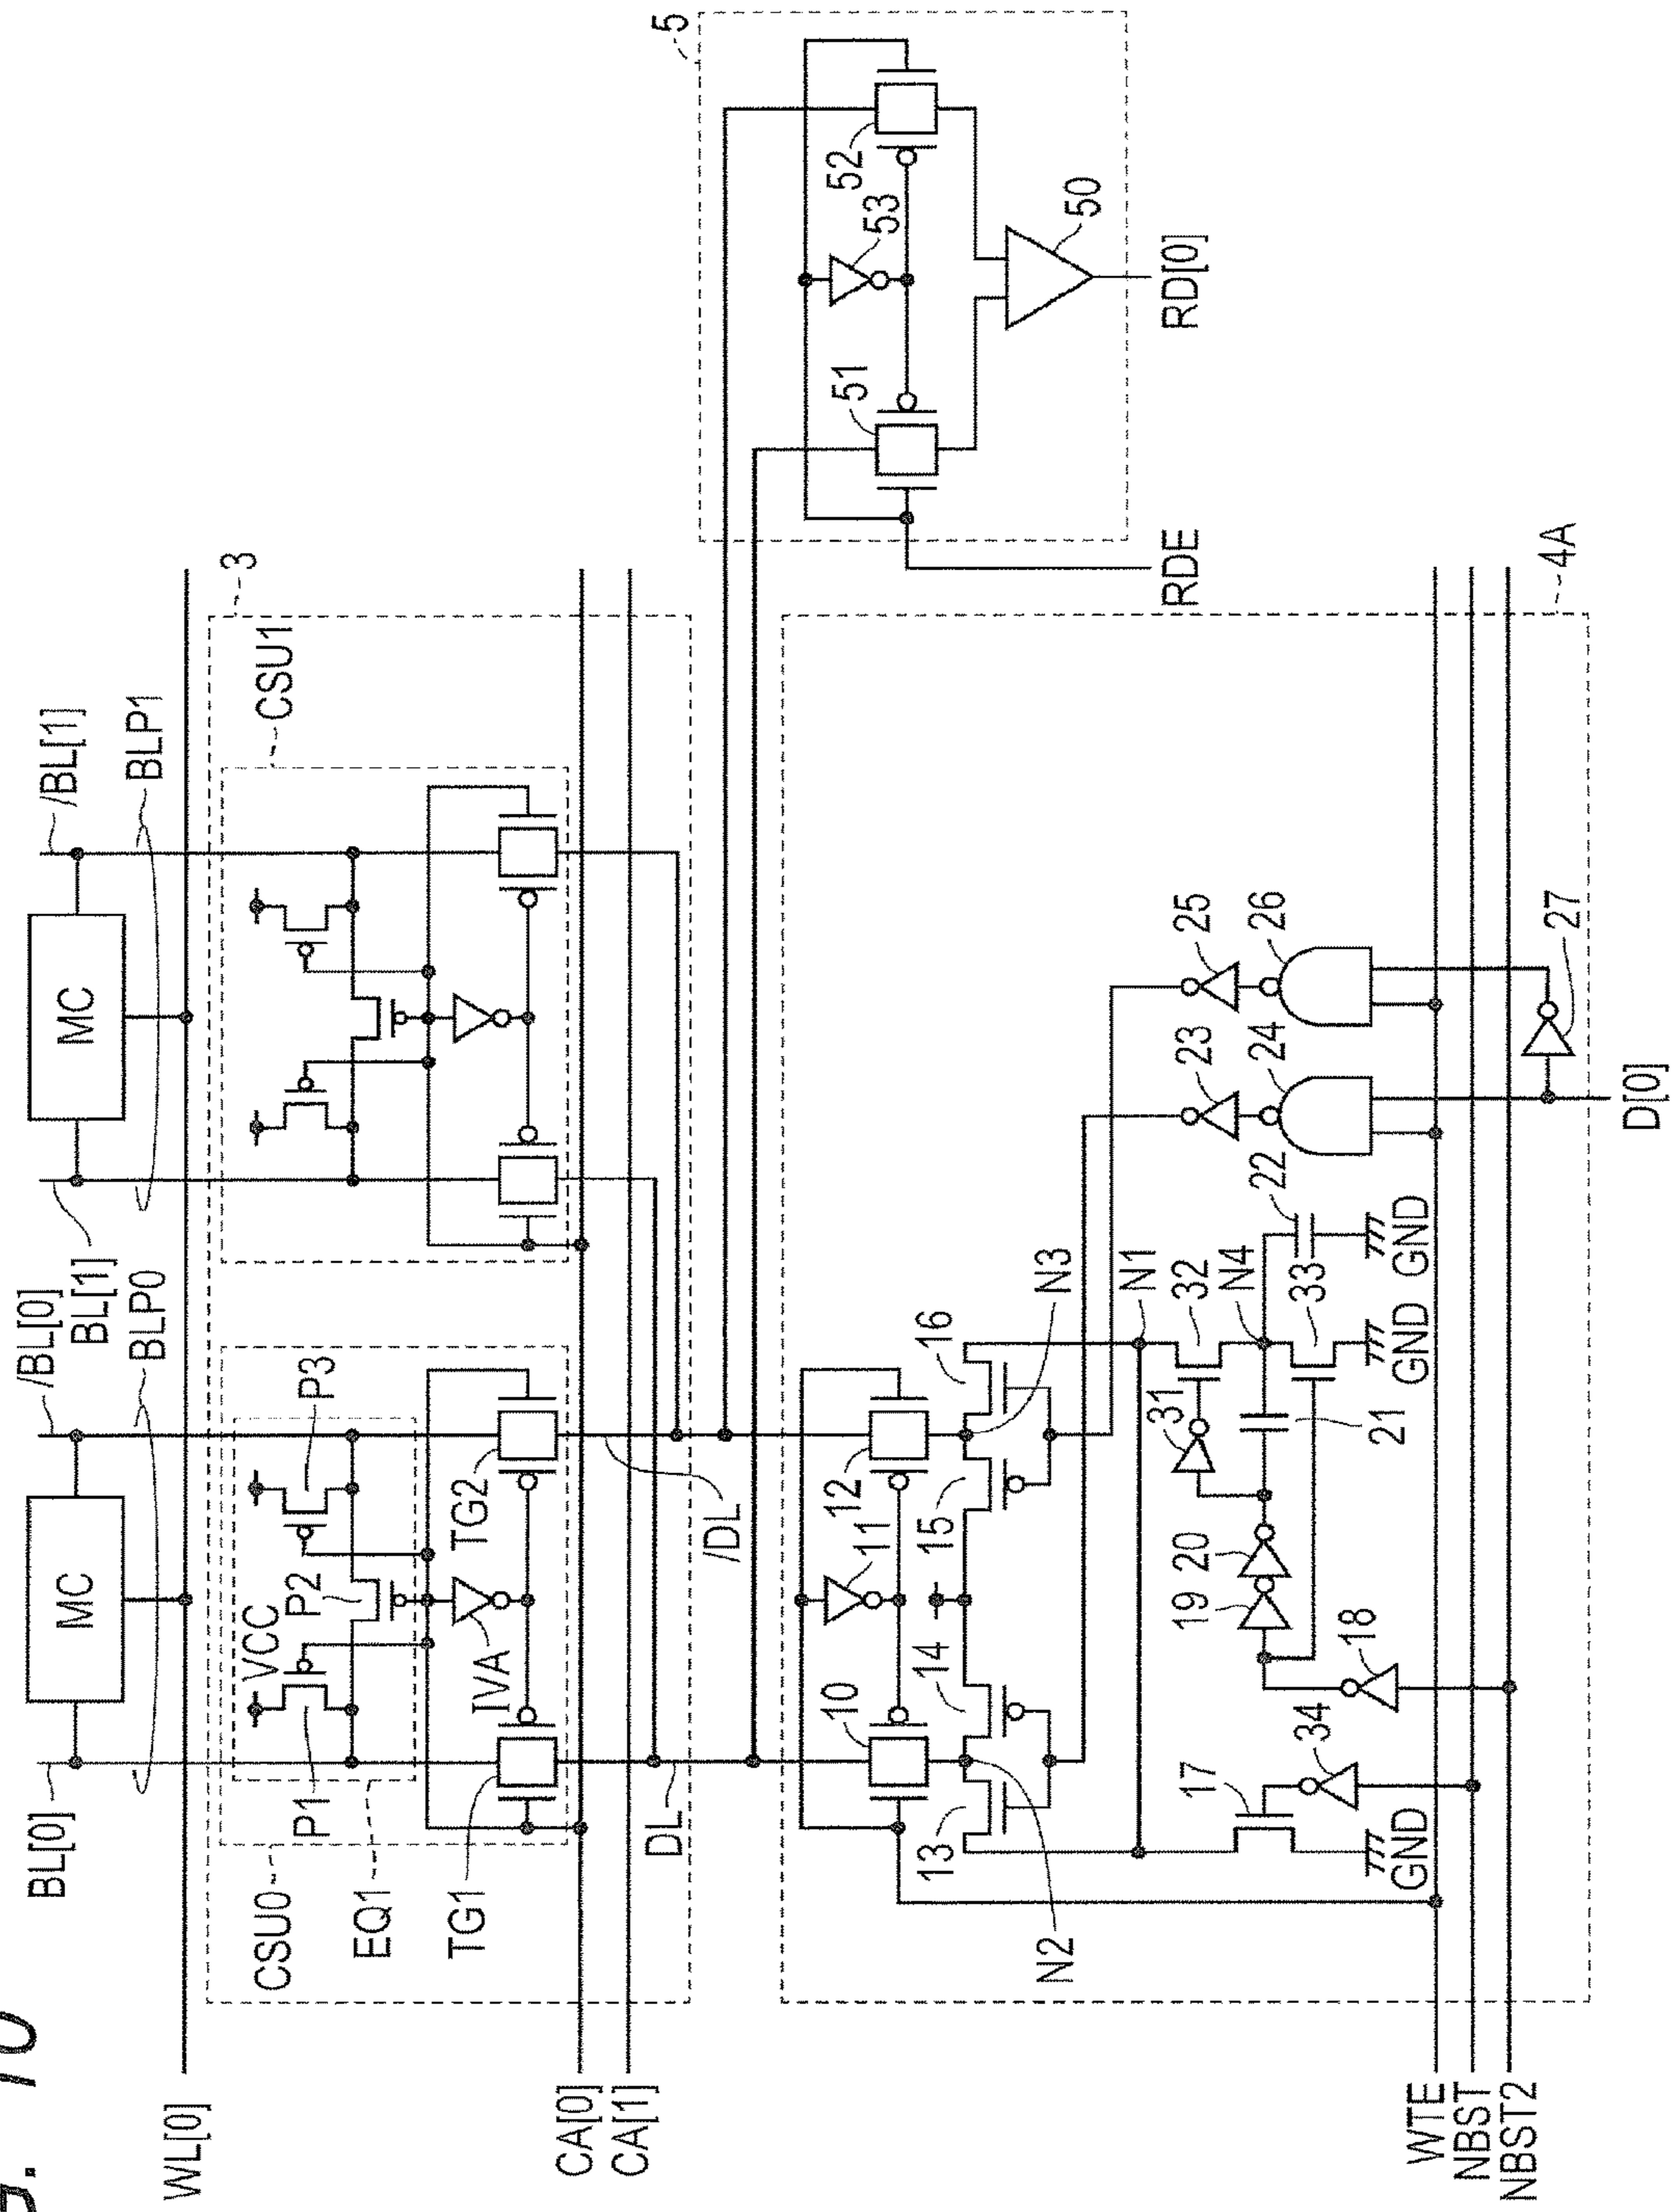 BL[0]
/BL[0]
BL[1]
BLP0
/BL[1]
BLP1
MC
MC
WL[0]
3
CSU0
CSU1
EQ1
VCC
P1
P2
P3
IVA
TG1
TG2
CA[0]
CA[1]
DL
/DL
5
51
52
53
50
RDE
RD[0]
4A
10
11
12
13
14
15
16
N2
N3
N1
17
34
18
19
20
31
21
32
N4
33
22
23
24
25
26
27
GND
GND
GND
WTE
NBST
NBST2
D[0]